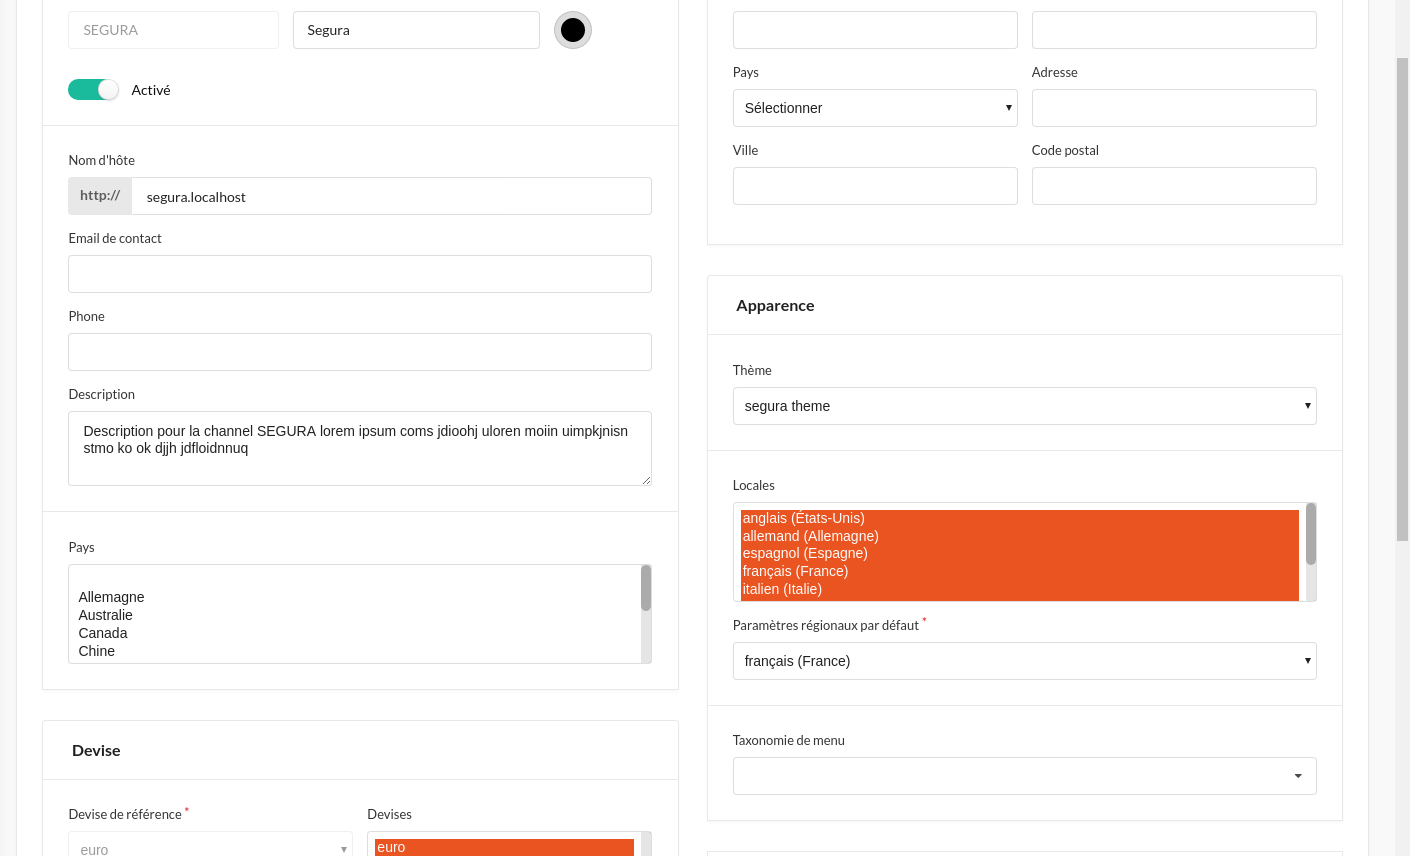 SEGURA
Segura
Activé
Nom d'hôte
http://
segura.localhost
Email de contact
Phone
Description
Description pour la channel SEGURA lorem ipsum coms jdioohj uloren moiin uimpkjnisn
stmo ko ok djjh jdfloidnnuq
Pays
Allemagne
Australie
Canada
Chine
Devise
Devise de référence *
euro
Devises
euro
Pays
Sélectionner
Adresse
Ville
Code postal
Apparence
Thème
segura theme
Locales
anglais (États-Unis)
allemand (Allemagne)
espagnol (Espagne)
français (France)
italien (Italie)
Paramètres régionaux par défaut *
français (France)
Taxonomie de menu